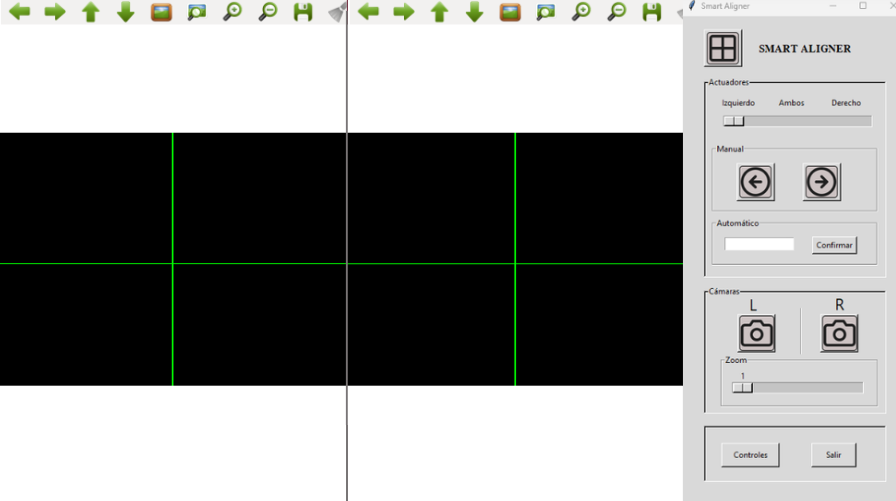 Smart Aligner
SMART ALIGNER
Actuadores
Izquierdo Ambos Derecho
Manual
Automático
Confirmar
Cámaras
L R
Zoom
1
Controles Salir